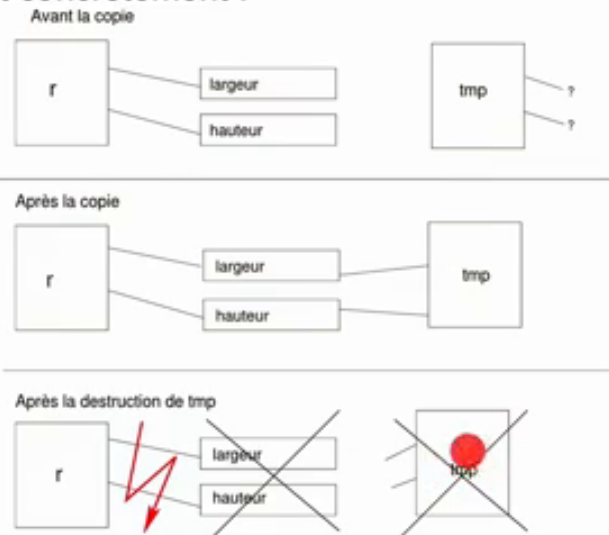 Avant la copie
r
largeur
hauteur
tmp
?
?
Après la copie
r
largeur
hauteur
tmp
Après la destruction de tmp
r
largeur
hauteur
tmp